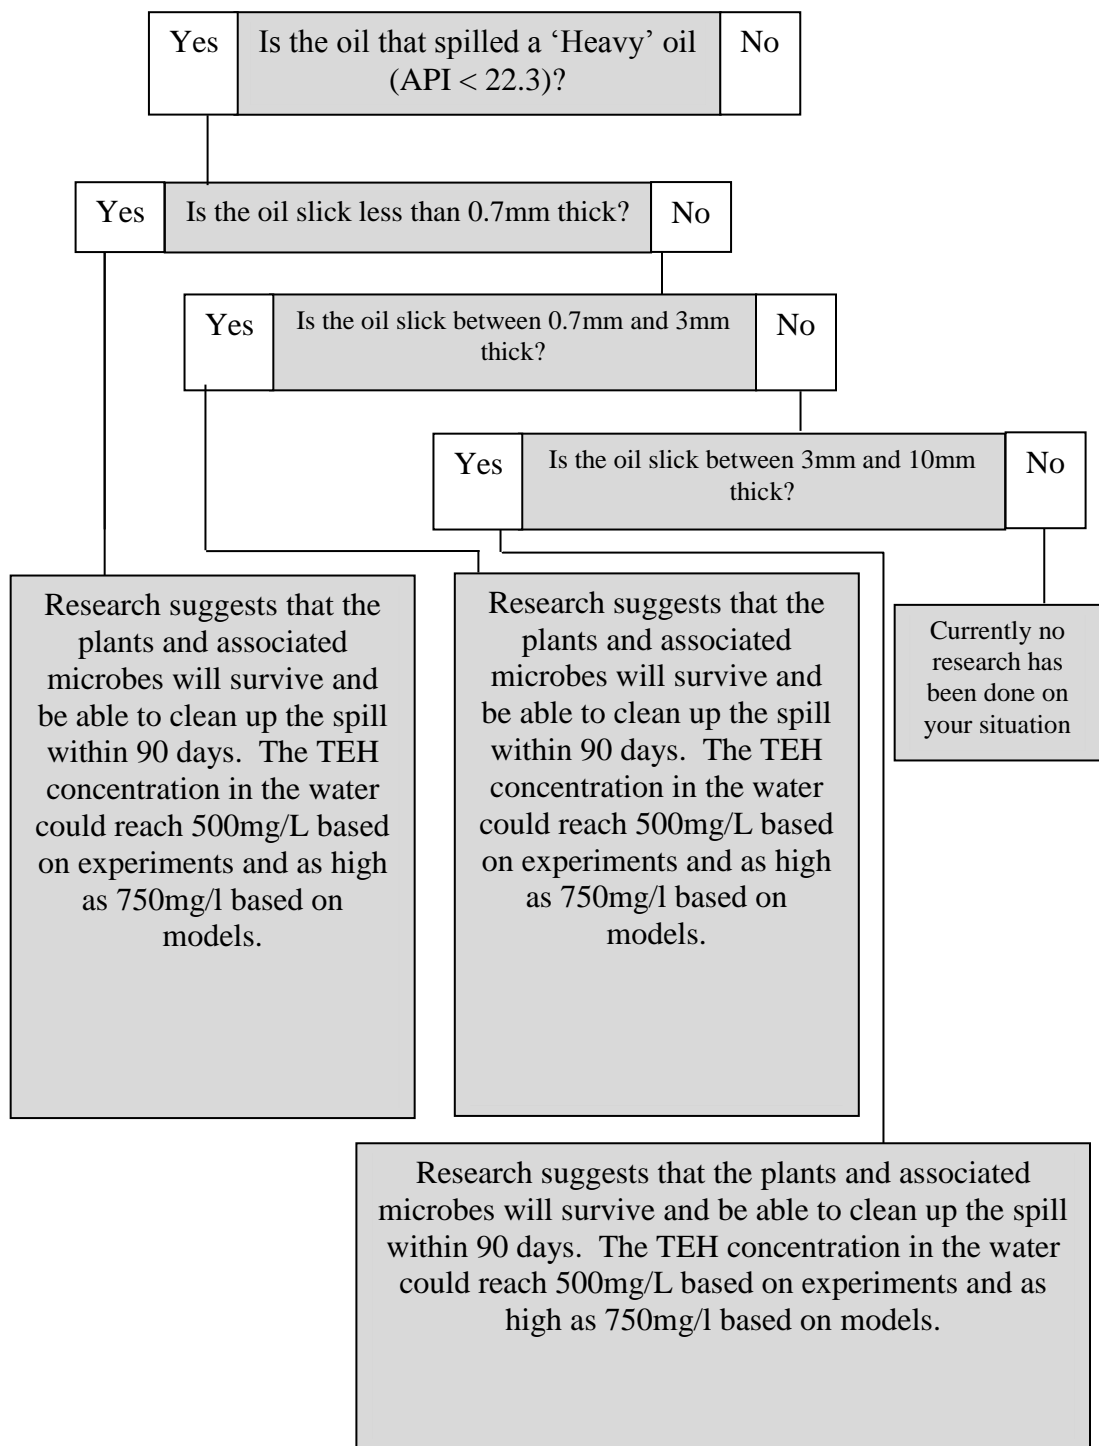 Yes
Is the oil that spilled a ‘Heavy’ oil
(API < 22.3)?
No
Yes
Is the oil slick less than 0.7mm thick?
No
Yes
Is the oil slick between 0.7mm and 3mm
thick?
No
Yes
Is the oil slick between 3mm and 10mm
thick?
No
Research suggests that the
plants and associated
microbes will survive and
be able to clean up the spill
within 90 days.  The TEH
concentration in the water
could reach 500mg/L based
on experiments and as high
as 750mg/l based on
models.
Research suggests that the
plants and associated
microbes will survive and
be able to clean up the spill
within 90 days.  The TEH
concentration in the water
could reach 500mg/L based
on experiments and as high
as 750mg/l based on
models.
Currently no
research has
been done on
your situation
Research suggests that the plants and associated
microbes will survive and be able to clean up the spill
within 90 days.  The TEH concentration in the water
could reach 500mg/L based on experiments and as
high as 750mg/l based on models.